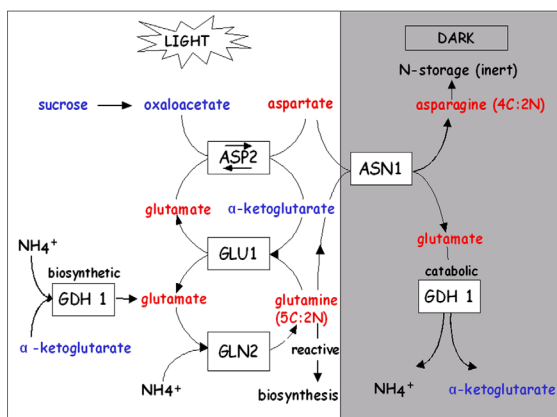 LIGHT
DARK
N-storage (inert)
sucrose
oxaloacetate
aspartate
asparagine (4C:2N)
ASP2
ASN1
glutamate
α-ketoglutarate
glutamate
NH4+
GLU1
biosynthetic
catabolic
GDH 1
glutamate
glutamine
(5C:2N)
GDH 1
α -ketoglutarate
GLN2
reactive
NH4+
biosynthesis
NH4+
α-ketoglutarate